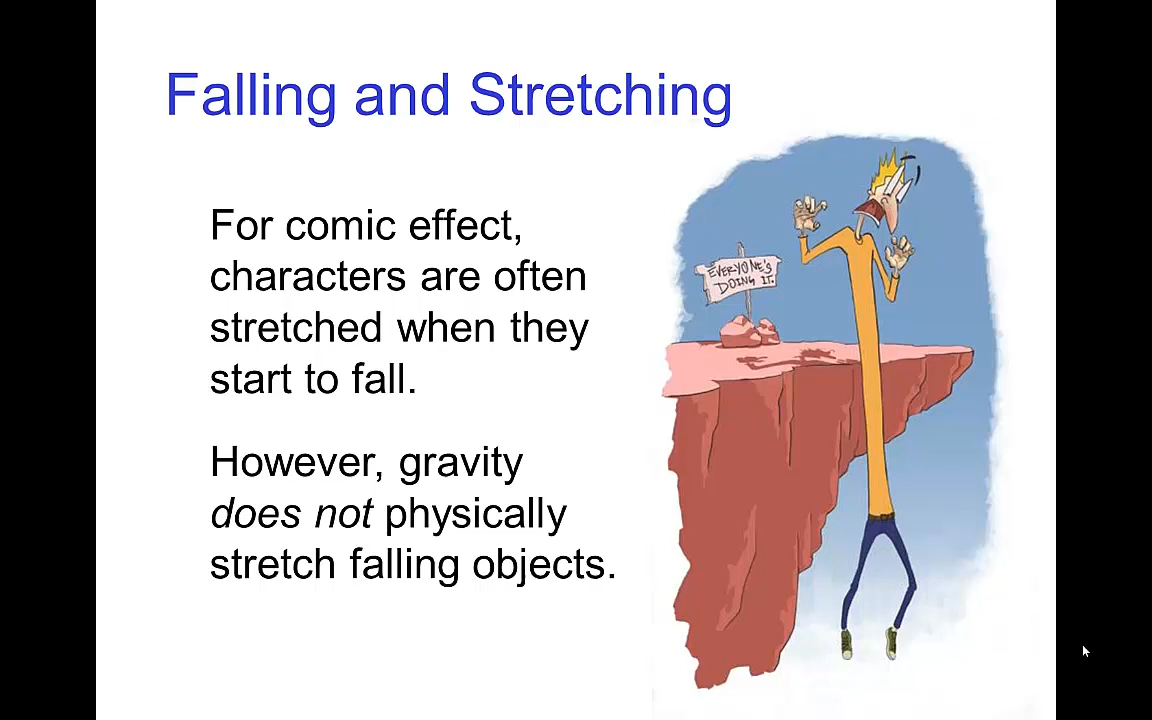 Falling and Stretching
For comic effect,
characters are often
stretched when they
start to fall.
However, gravity
does not physically
stretch falling objects.
EVERYONE'S
DOING IT.